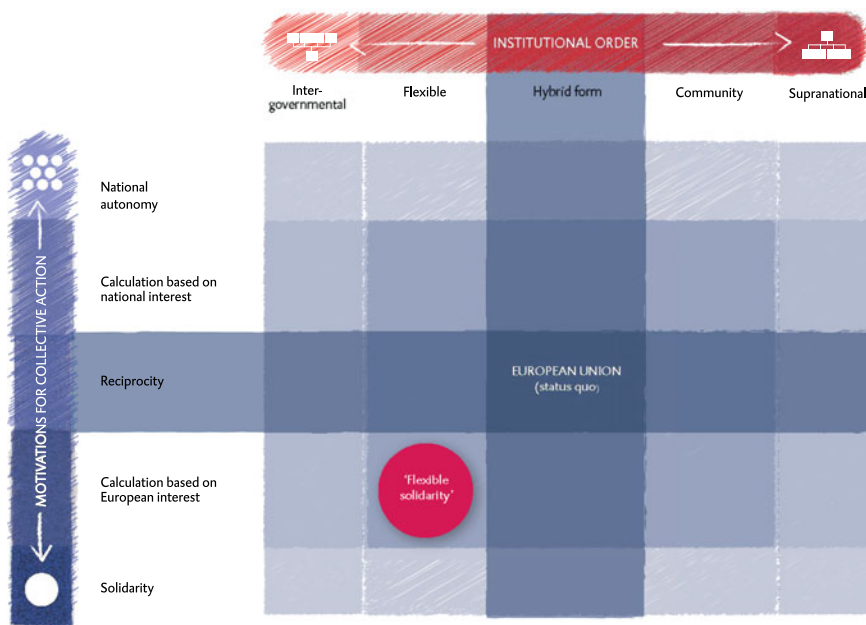 INSTITUTIONAL ORDER
Inter-
governmental
Flexible
Hybrid form
Community
Supranational
MOTIVATIONS FOR COLLECTIVE ACTION
National
autonomy
Calculation based on
national interest
Reciprocity
EUROPEAN UNION
(status quo)
Calculation based on
European interest
'Flexible
solidarity'
Solidarity